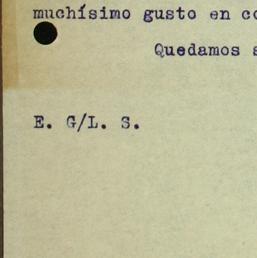 muchísimo gusto en co
Quedamos s
E. G/L. S.